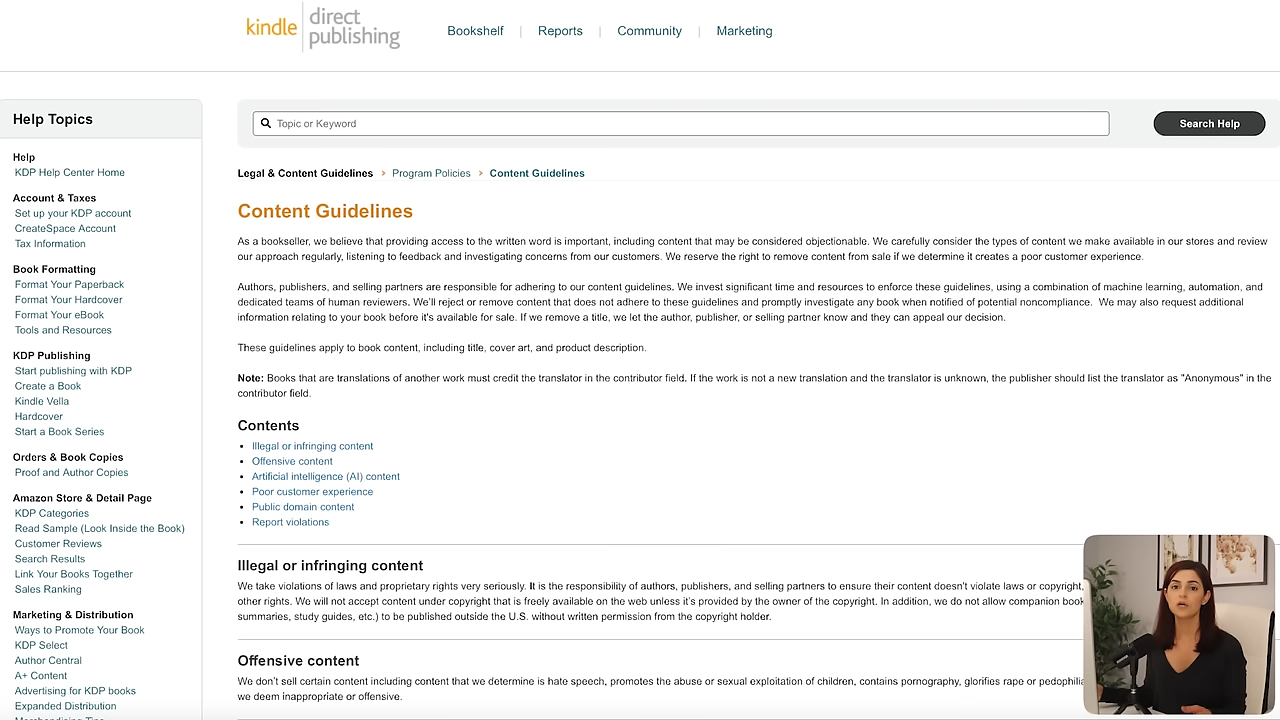 kindle direct publishing
Bookshelf | Reports | Community | Marketing
Help Topics
Help
KDP Help Center Home
Account & Taxes
Set up your KDP account
CreateSpace Account
Tax Information
Book Formatting
Format Your Paperback
Format Your Hardcover
Format Your eBook
Tools and Resources
KDP Publishing
Start publishing with KDP
Create a Book
Kindle Vella
Hardcover
Start a Book Series
Orders & Book Copies
Proof and Author Copies
Amazon Store & Detail Page
KDP Categories
Read Sample (Look Inside the Book)
Customer Reviews
Search Results
Link Your Books Together
Sales Ranking
Marketing & Distribution
Ways to Promote Your Book
KDP Select
Author Central
A+ Content
Advertising for KDP books
Expanded Distribution
Merchandising Tips
Topic or Keyword
Search Help
Legal & Content Guidelines › Program Policies › Content Guidelines
Content Guidelines
As a bookseller, we believe that providing access to the written word is important, including content that may be considered objectionable. We carefully consider the types of content we make available in our stores and review
our approach regularly, listening to feedback and investigating concerns from our customers. We reserve the right to remove content from sale if we determine it creates a poor customer experience.
Authors, publishers, and selling partners are responsible for adhering to our content guidelines. We invest significant time and resources to enforce these guidelines, using a combination of machine learning, automation, and
dedicated teams of human reviewers. We'll reject or remove content that does not adhere to these guidelines and promptly investigate any book when notified of potential noncompliance. We may also request additional
information relating to your book before it's available for sale. If we remove a title, we let the author, publisher, or selling partner know and they can appeal our decision.
These guidelines apply to book content, including title, cover art, and product description.
Note: Books that are translations of another work must credit the translator in the contributor field. If the work is not a new translation and the translator is unknown, the publisher should list the translator as "Anonymous" in the
contributor field.
Contents
• Illegal or infringing content
• Offensive content
• Artificial intelligence (AI) content
• Poor customer experience
• Public domain content
• Report violations
Illegal or infringing content
We take violations of laws and proprietary rights very seriously. It is the responsibility of authors, publishers, and selling partners to ensure their content doesn't violate laws or copyright,
other rights. We will not accept content under copyright that is freely available on the web unless it's provided by the owner of the copyright. In addition, we do not allow companion book
summaries, study guides, etc.) to be published outside the U.S. without written permission from the copyright holder.
Offensive content
We don't sell certain content including content that we determine is hate speech, promotes the abuse or sexual exploitation of children, contains pornography, glorifies rape or pedophilia
we deem inappropriate or offensive.